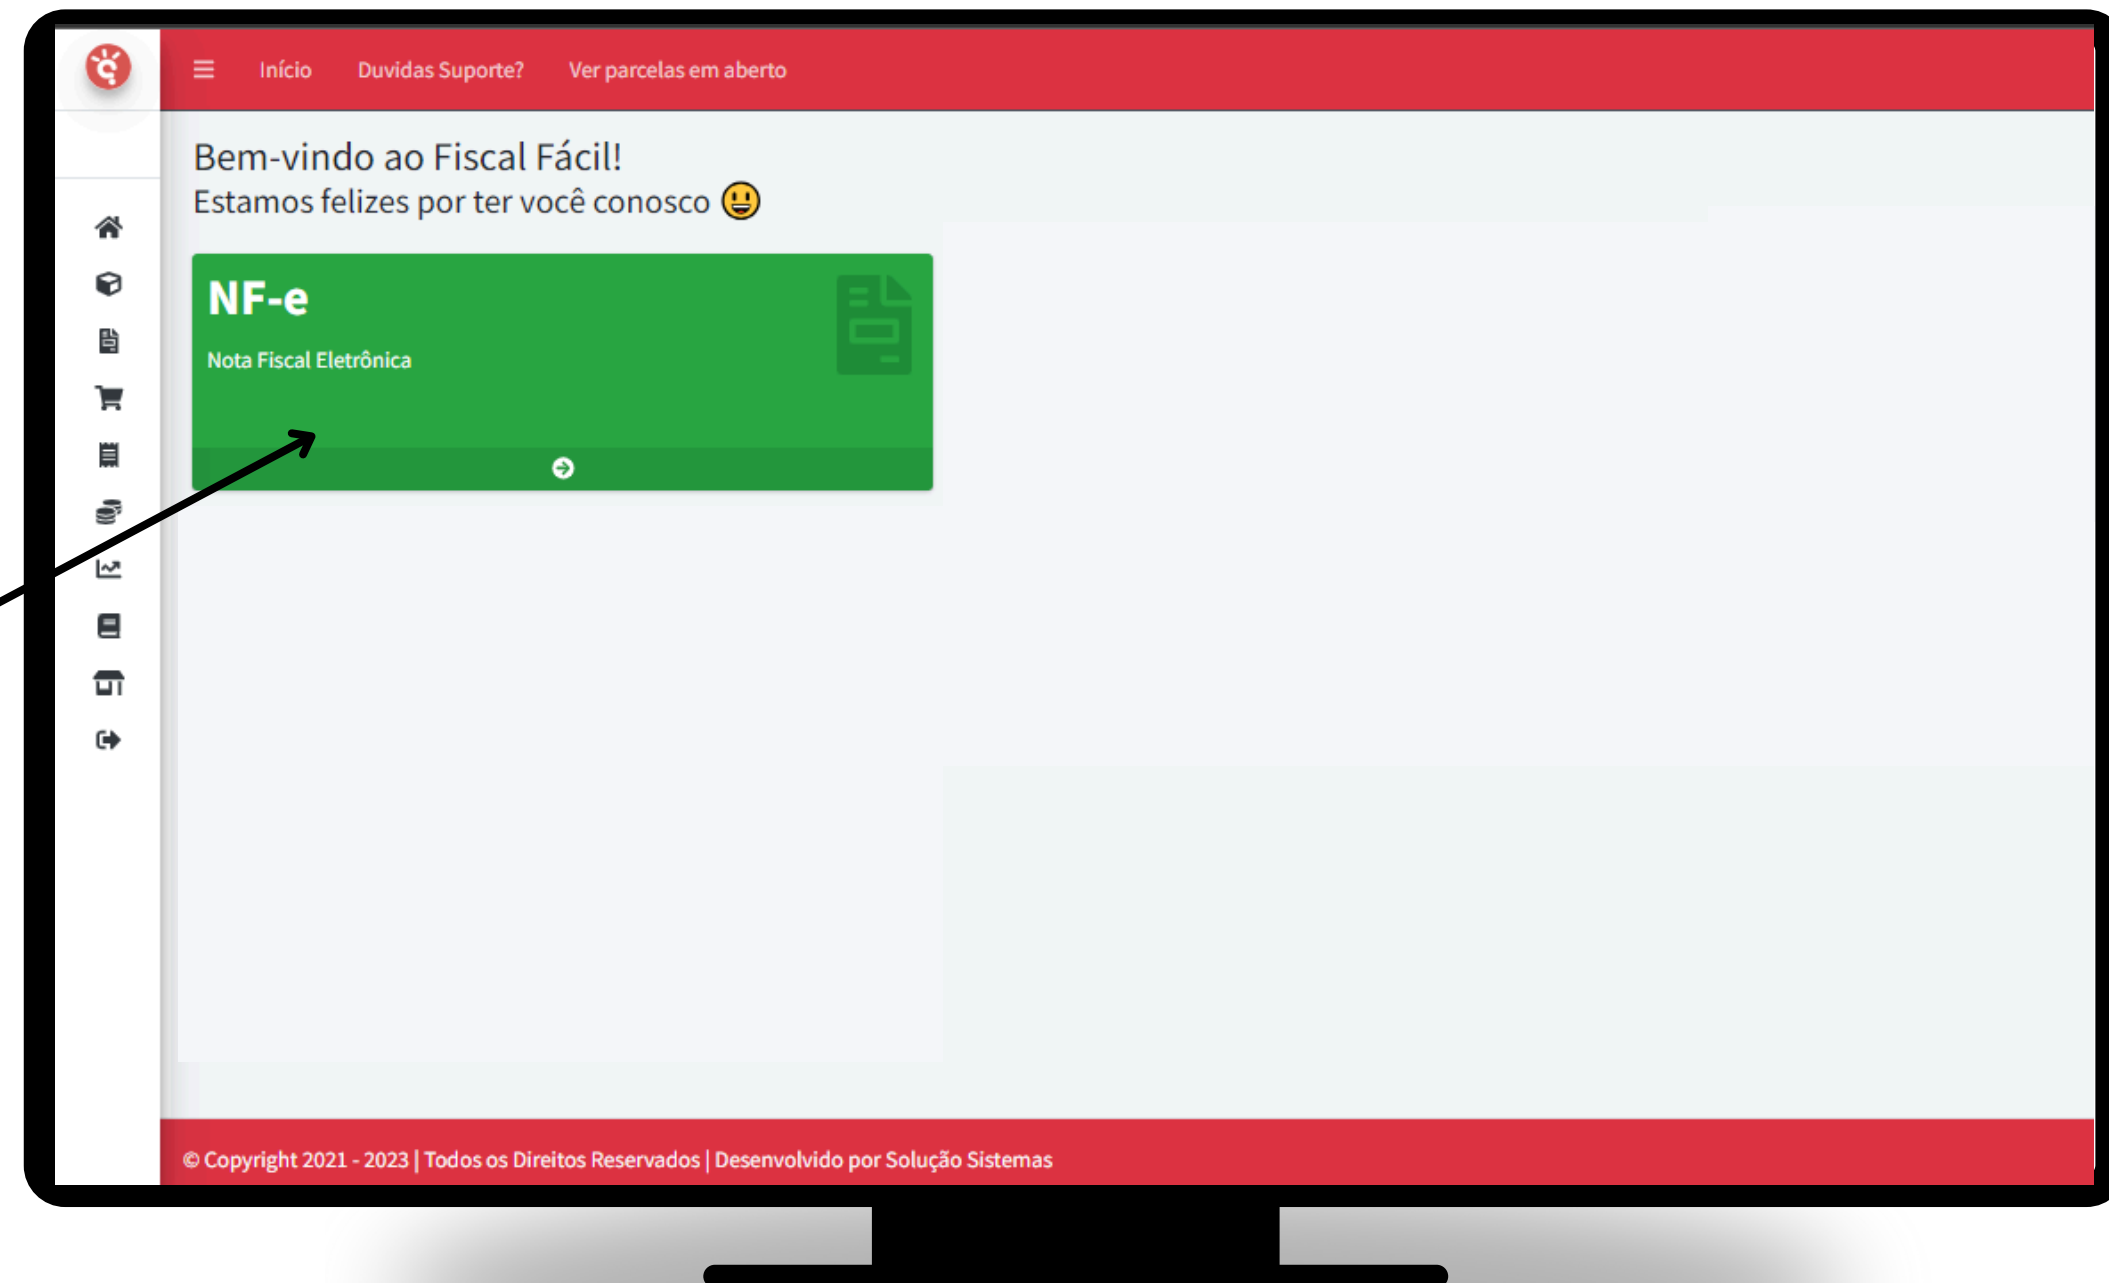 Início Duvidas Suporte? Ver parcelas em aberto
Bem-vindo ao Fiscal Fácil!
Estamos felizes por ter você conosco 😃
NF-e
Nota Fiscal Eletrônica
© Copyright 2021 - 2023 | Todos os Direitos Reservados | Desenvolvido por Solução Sistemas